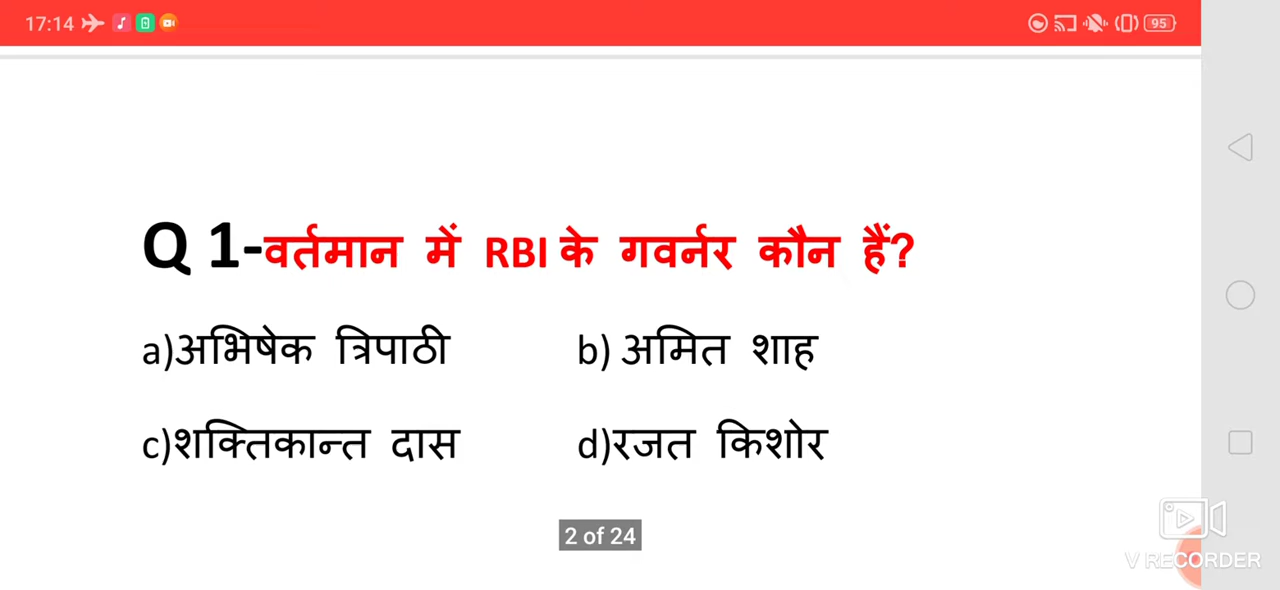 17:14
95
Q 1-वर्तमान में RBI के गवर्नर कौन हैं?
a)अभिषेक त्रिपाठी b) अमित शाह
c)शक्तिकान्त दास d)रजत किशोर
2 of 24
V RECORDER